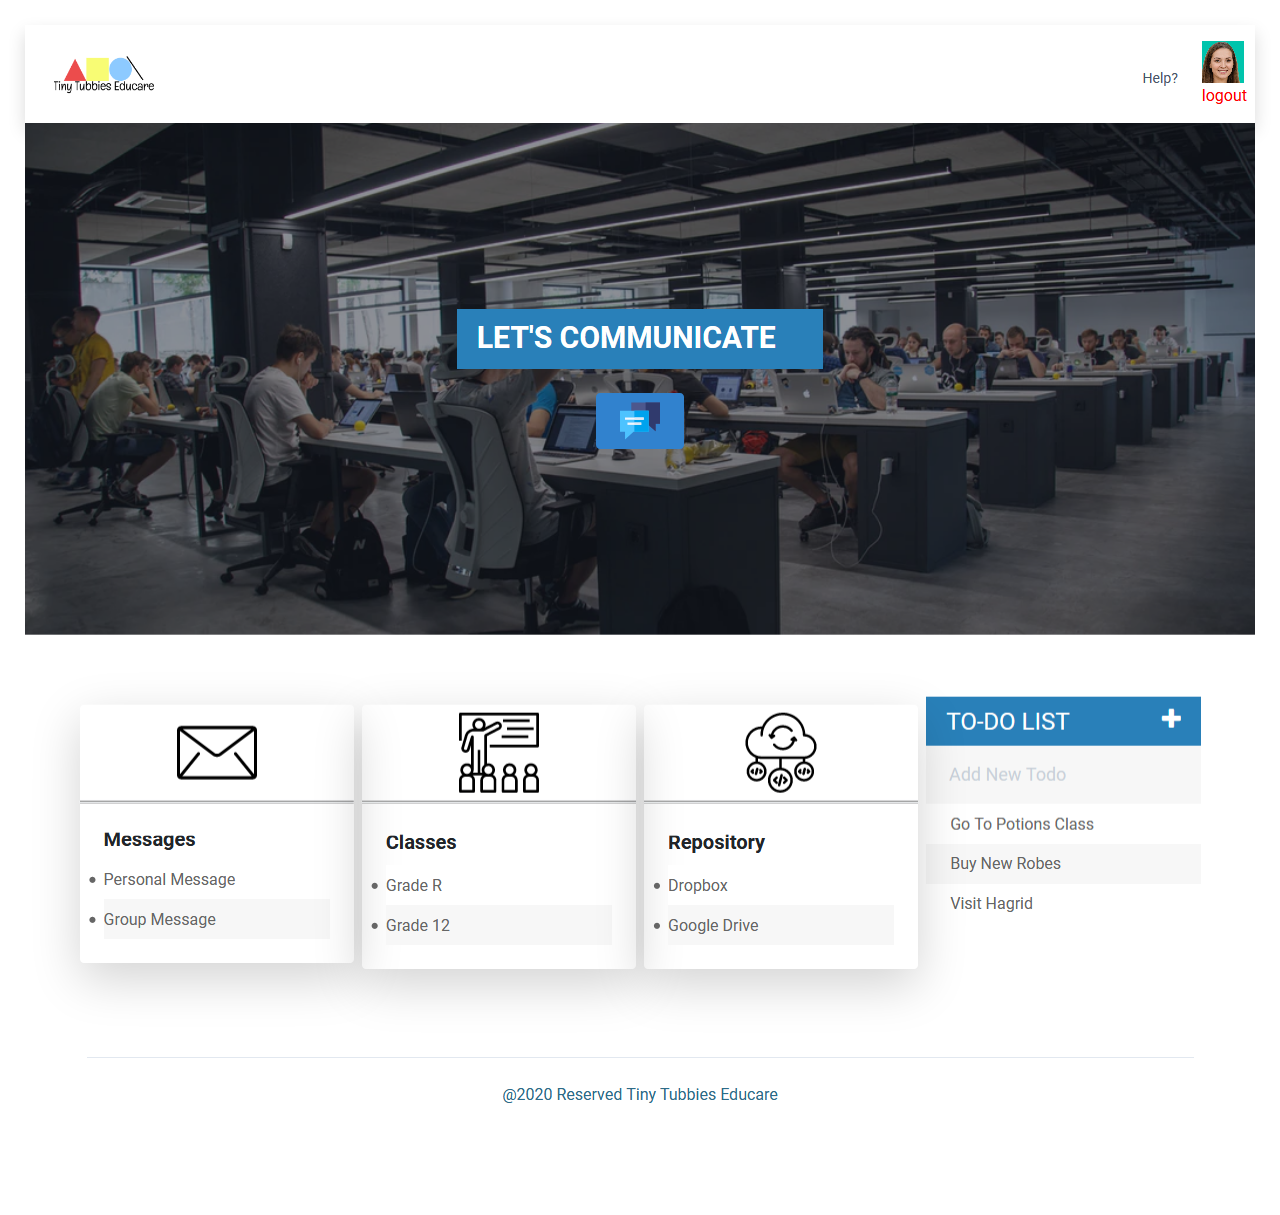 Tiny Tubbies Educare
Help?
logout
LET'S COMMUNICATE
Messages
Personal Message
Group Message
Classes
Grade R
Grade 12
Repository
Dropbox
Google Drive
TO-DO LIST
Add New Todo
Go To Potions Class
Buy New Robes
Visit Hagrid
@2020 Reserved Tiny Tubbies Educare